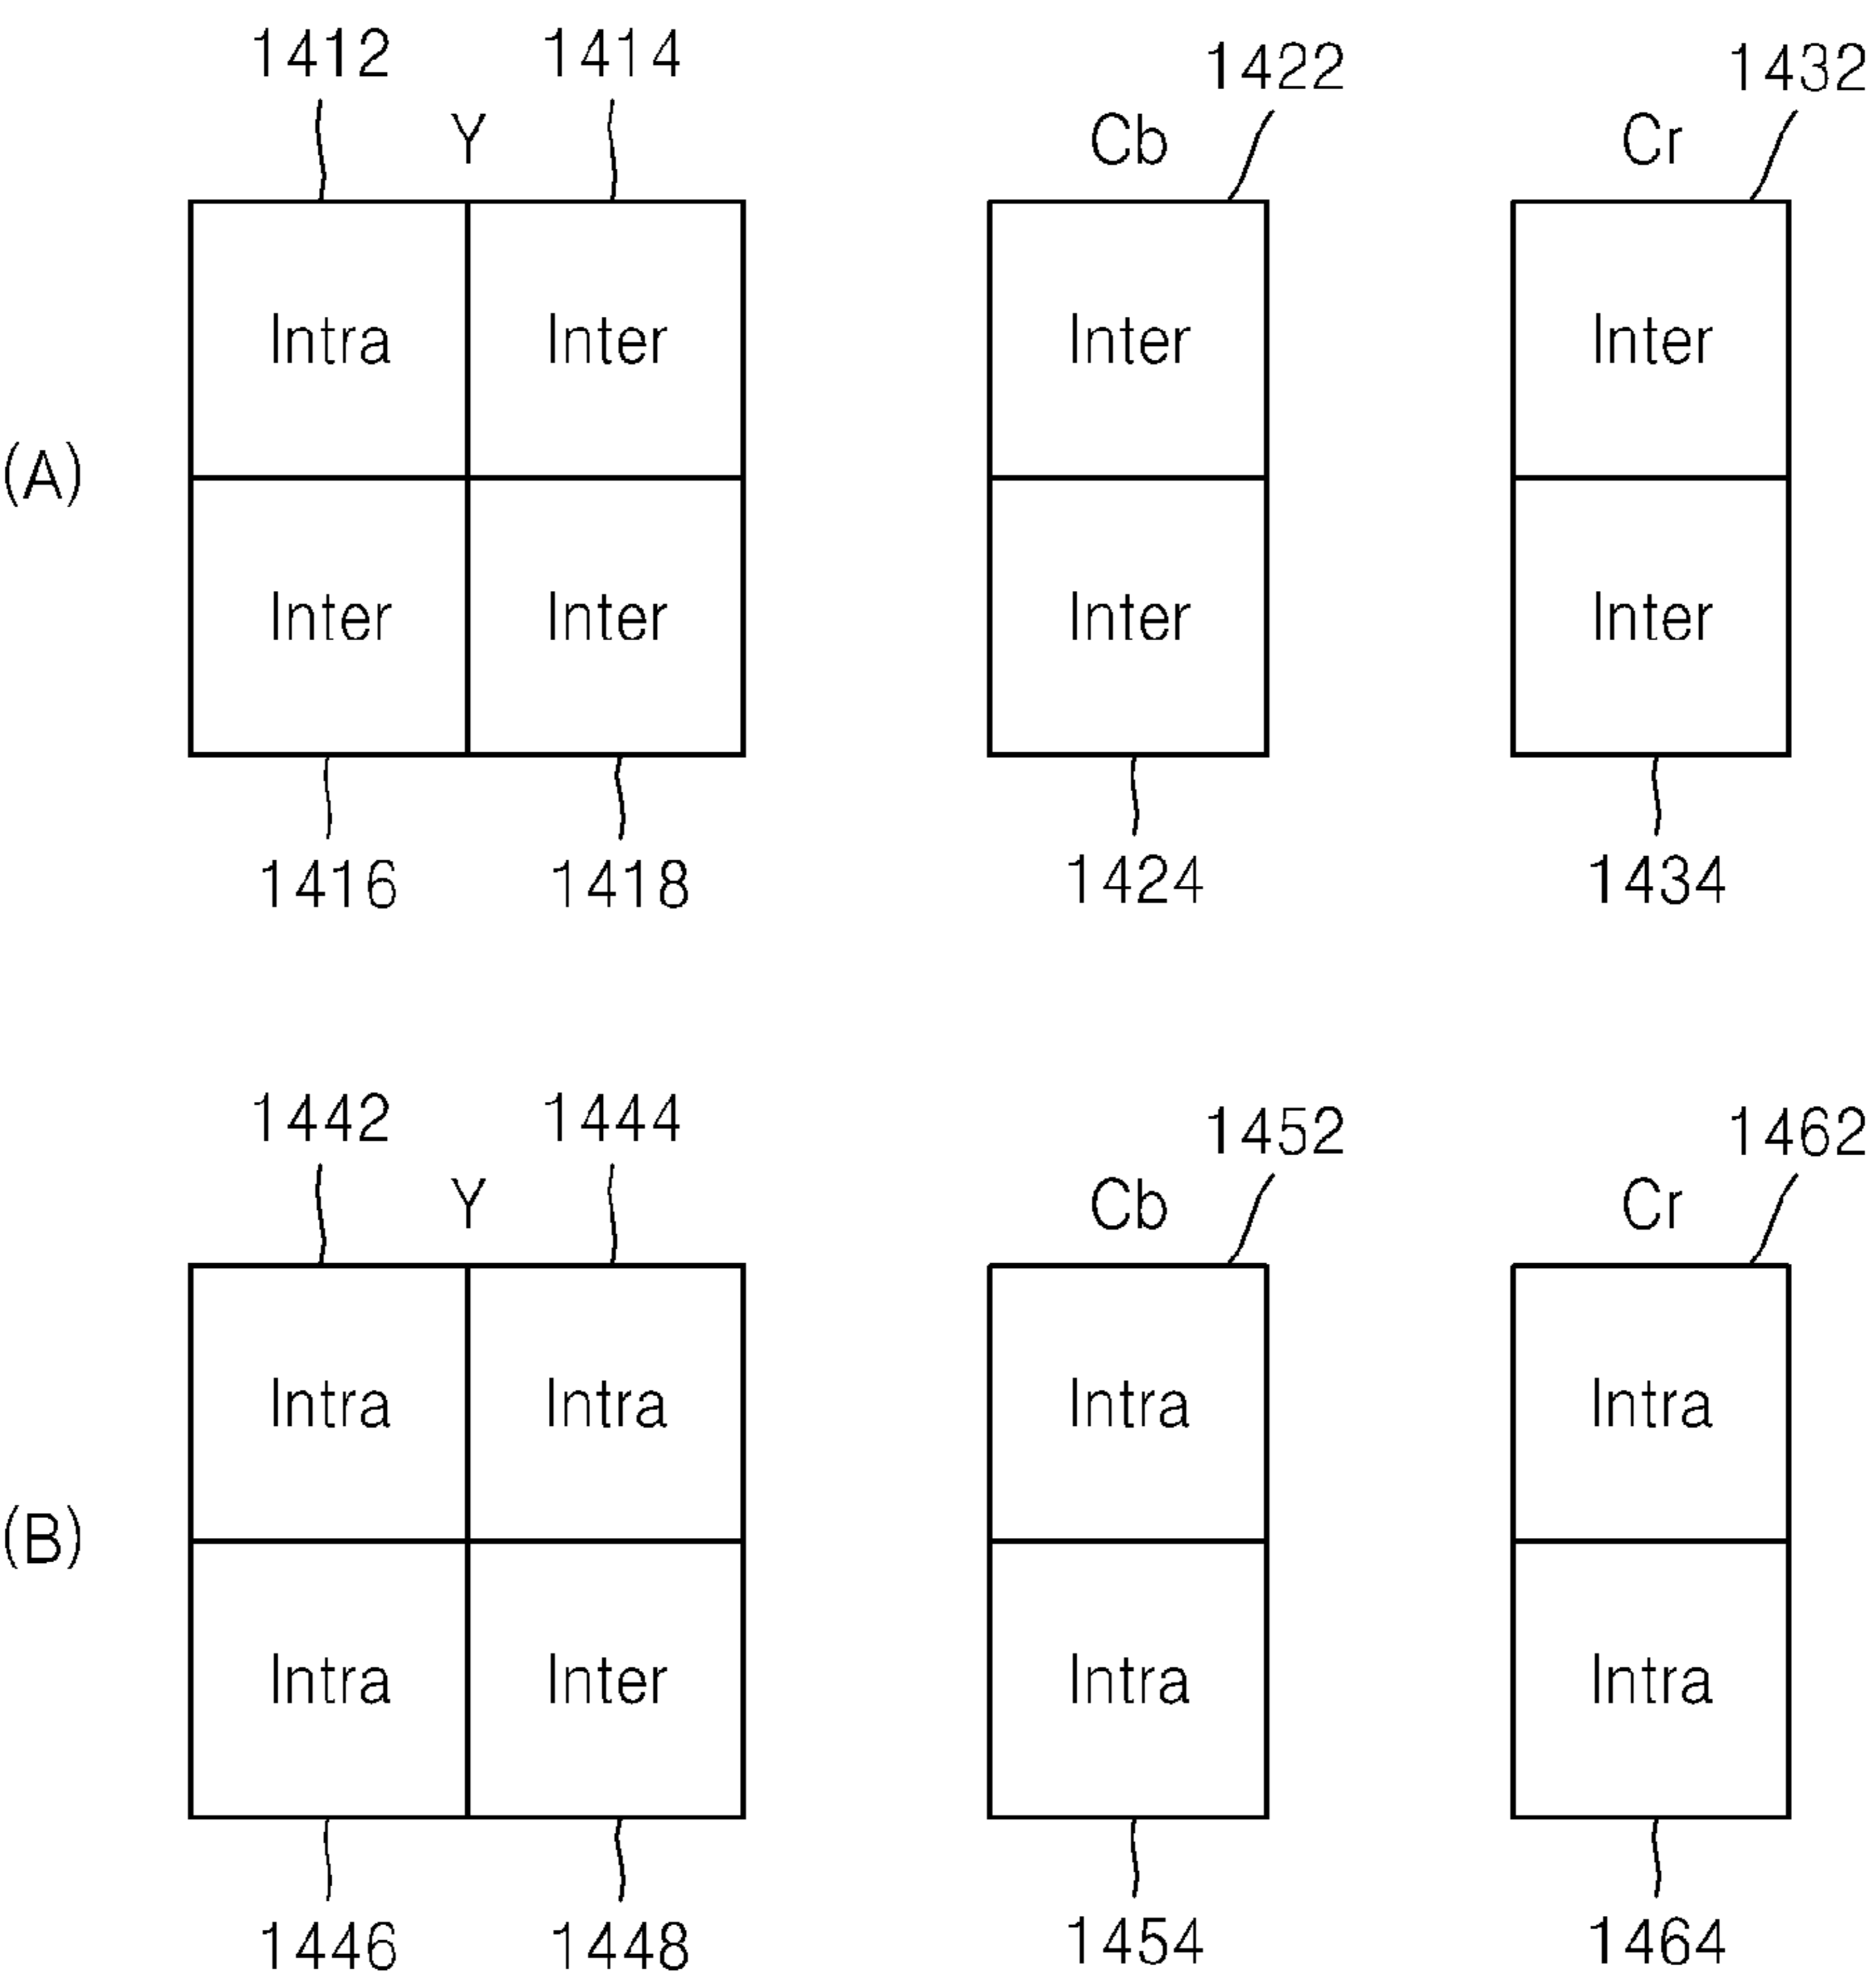 1412 1414 1422 1432
Y Cb Cr
Intra Inter Inter Inter
(A)
Inter Inter Inter Inter
1416 1418 1424 1434
1442 1444 1452 1462
Y Cb Cr
Intra Intra Intra Intra
(B)
Intra Inter Intra Intra
1446 1448 1454 1464